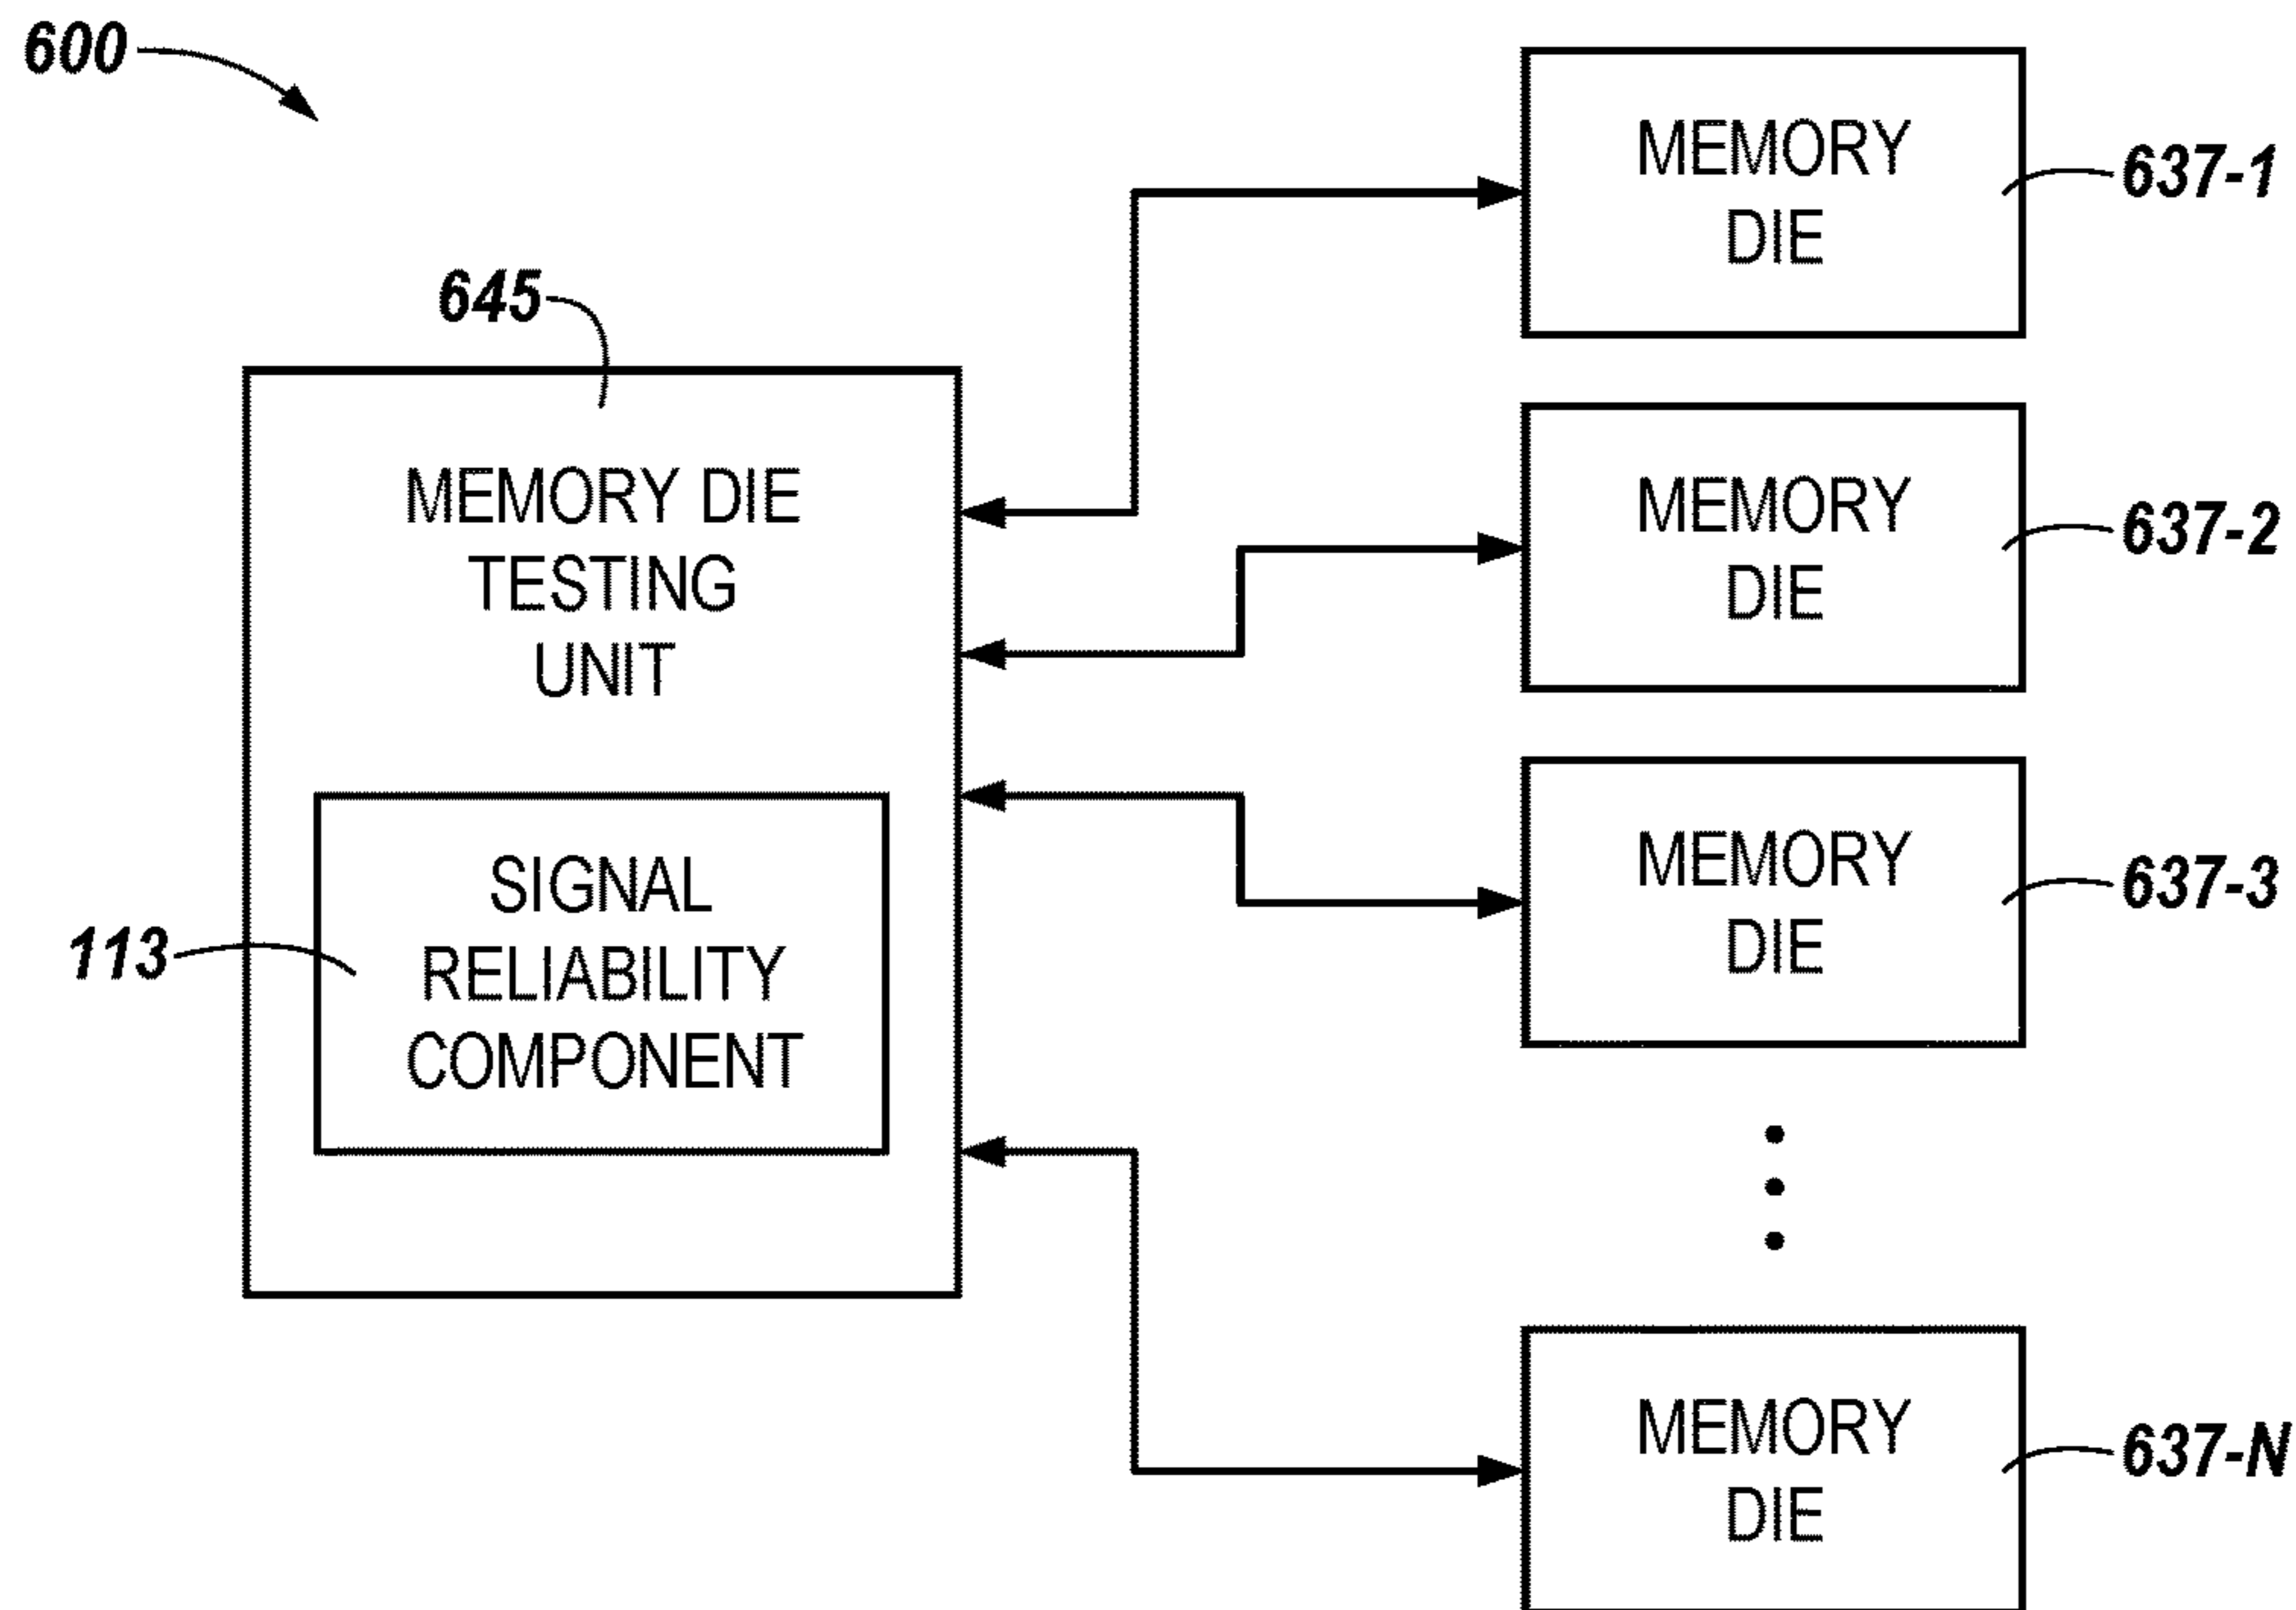 600
645
MEMORY DIE
TESTING
UNIT
113
SIGNAL
RELIABILITY
COMPONENT
MEMORY
DIE
637-1
MEMORY
DIE
637-2
MEMORY
DIE
637-3
MEMORY
DIE
637-N